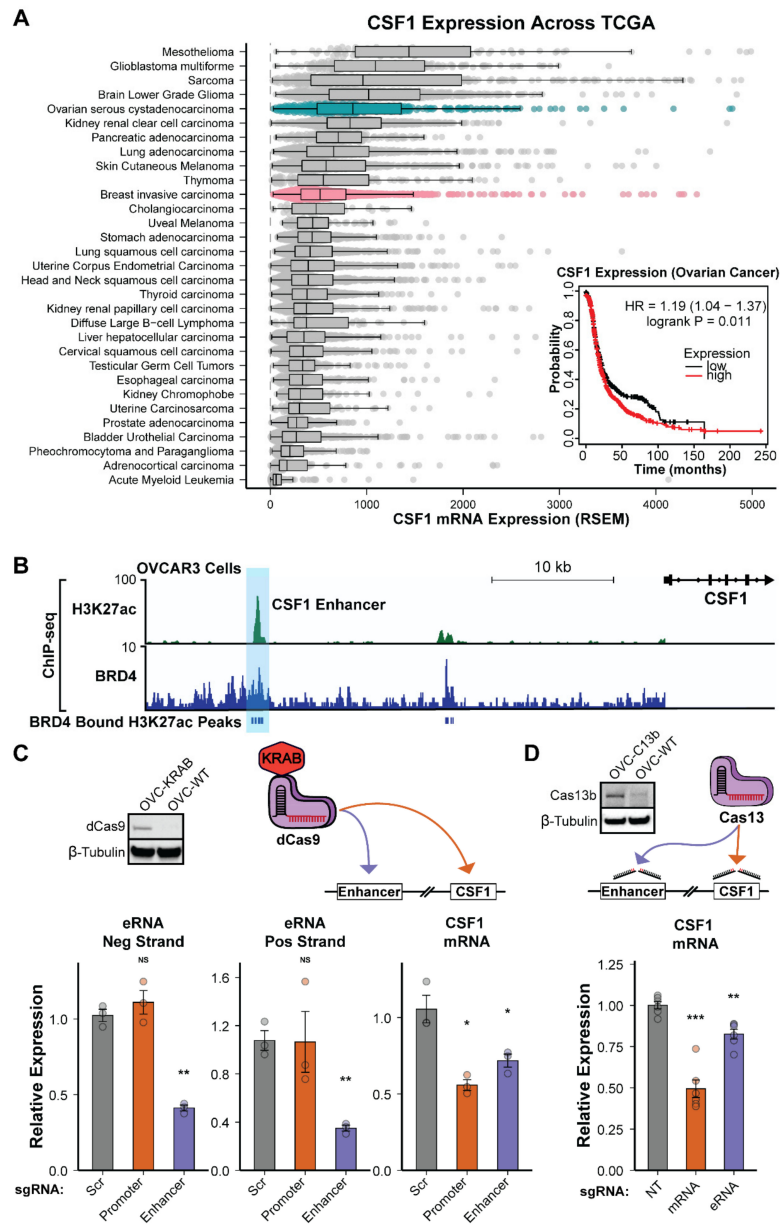 A
CSF1 Expression Across TCGA
Mesothelioma
Glioblastoma multiforme
Sarcoma
Brain Lower Grade Glioma
Ovarian serous cystadenocarcinoma
Kidney renal clear cell carcinoma
Pancreatic adenocarcinoma
Lung adenocarcinoma
Skin Cutaneous Melanoma
Thymoma
Breast invasive carcinoma
Cholangiocarcinoma
Uveal Melanoma
Stomach adenocarcinoma
Lung squamous cell carcinoma
Uterine Corpus Endometrial Carcinoma
Head and Neck squamous cell carcinoma
Thyroid carcinoma
Kidney renal papillary cell carcinoma
Diffuse Large B-cell Lymphoma
Liver hepatocellular carcinoma
Cervical squamous cell carcinoma
Testicular Germ Cell Tumors
Esophageal carcinoma
Kidney Chromophobe
Uterine Carcinosarcoma
Prostate adenocarcinoma
Bladder Urothelial Carcinoma
Pheochromocytoma and Paraganglioma
Adrenocortical carcinoma
Acute Myeloid Leukemia
0 1000 2000 3000 4000 5000
CSF1 mRNA Expression (RSEM)
CSF1 Expression (Ovarian Cancer)
HR = 1.19 (1.04 − 1.37)
logrank P = 0.011
Expression
low
high
Probability
1.0
0.8
0.6
0.4
0.2
0.0
0 50 100 150 200 250
Time (months)
B
OVCAR3 Cells
ChIP-seq
100
H3K27ac
CSF1 Enhancer
10 kb
CSF1
10
BRD4
BRD4 Bound H3K27ac Peaks
C
OVC-KRAB
OVC-WT
dCas9
β-Tubulin
KRAB
dCas9
Enhancer
CSF1
eRNA
Neg Strand
NS
**
1.0
0.5
0.0
Relative Expression
sgRNA:
Scr
Promoter
Enhancer
eRNA
Pos Strand
NS
**
1.6
1.2
0.8
0.4
0.0
Scr
Promoter
Enhancer
CSF1
mRNA
*
*
1.0
0.5
0.0
Scr
Promoter
Enhancer
D
OVC-C13b
OVC-WT
Cas13b
β-Tubulin
Cas13
Enhancer
CSF1
CSF1
mRNA
***
**
1.25
1.00
0.75
0.50
0.25
0.00
Relative Expression
sgRNA:
NT
mRNA
eRNA